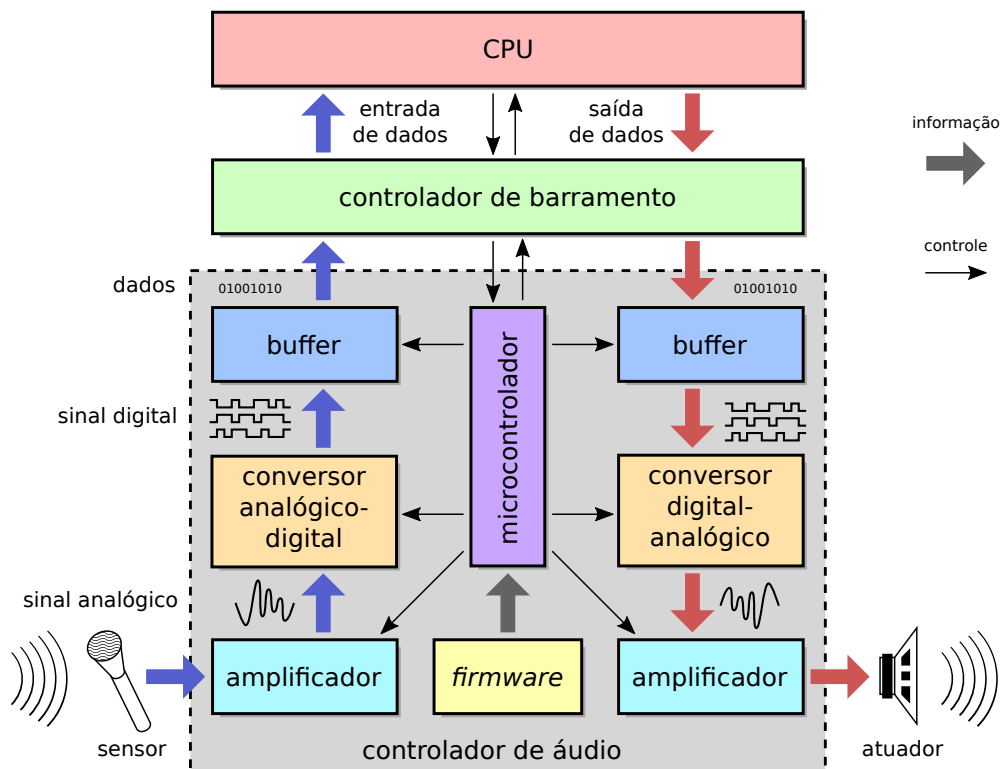 CPU
entrada
de dados
saída
de dados
informação
controlador de barramento
controle
dados
01001010
01001010
buffer
microcontrolador
buffer
sinal digital
conversor
analógico-
digital
conversor
digital-
analógico
sinal analógico
amplificador
firmware
amplificador
sensor
controlador de áudio
atuador